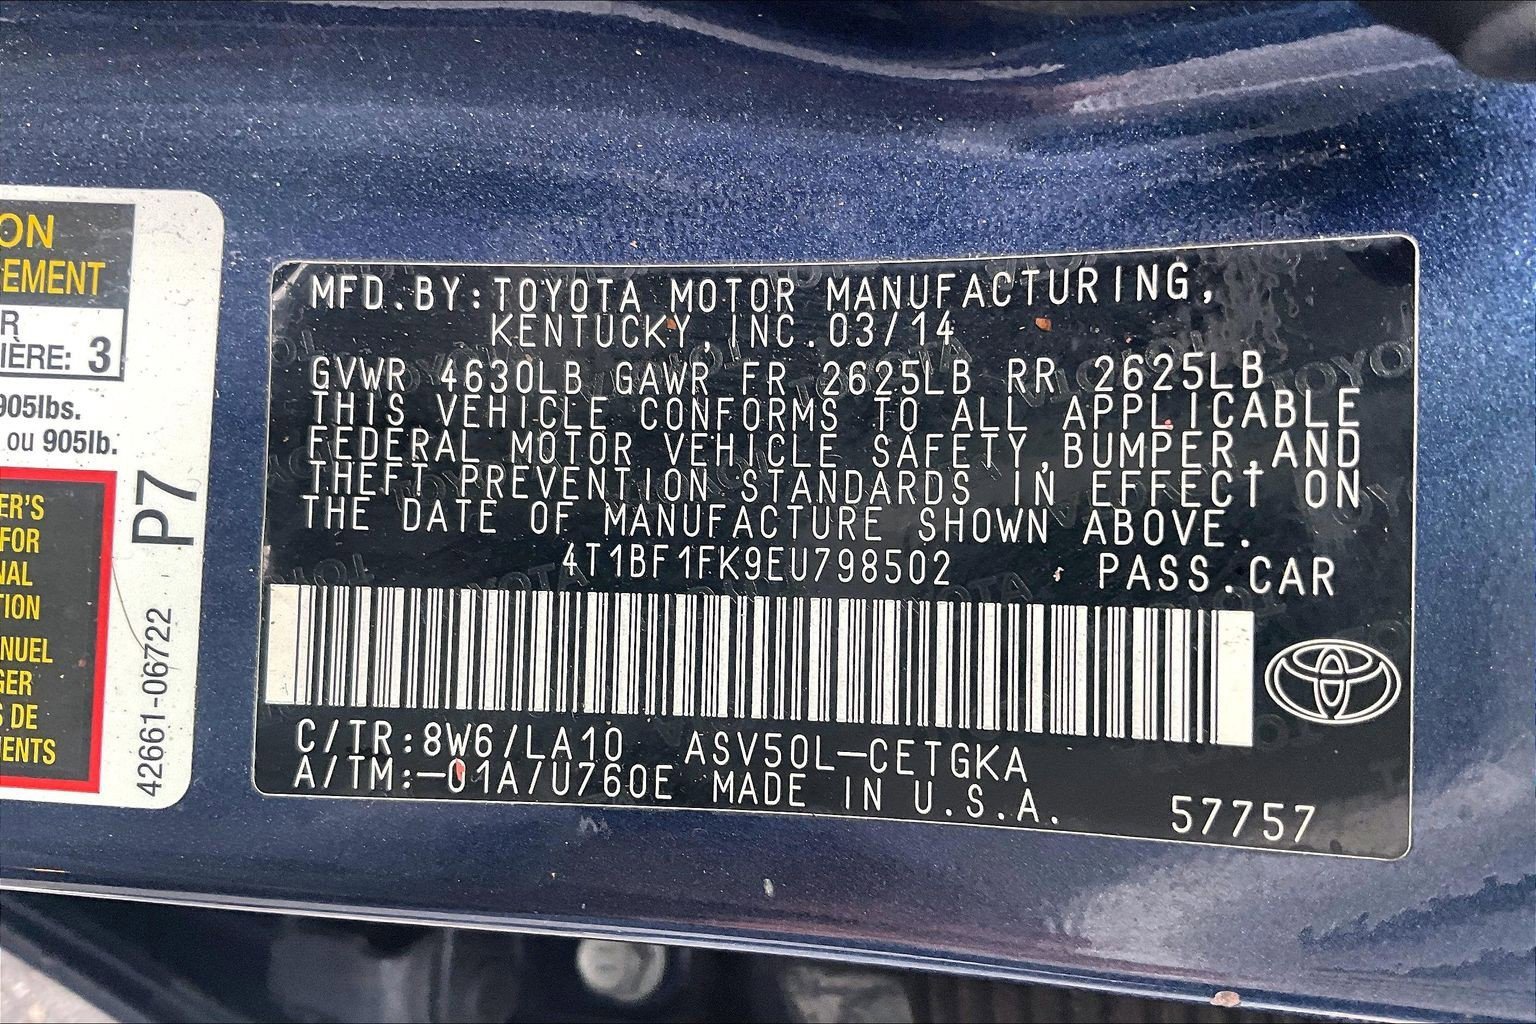 ON
GEMENT
R
IÈRE: 3
905lbs.
ou 905lb.
ER'S
FOR
NAL
TION
NUEL
GER
S DE
MENTS
P7
42661-06722
MFD.BY:TOYOTA MOTOR MANUFACTURING,
KENTUCKY,INC.03/14
GVWR 4630LB GAWR FR 2625LB RR 2625LB
THIS VEHICLE CONFORMS TO ALL APPLICABLE
FEDERAL MOTOR VEHICLE SAFETY,BUMPER,AND
THEFT PREVENTION STANDARDS IN EFFECT ON
THE DATE OF MANUFACTURE SHOWN ABOVE.
4T1BF1FK9EU798502 PASS.CAR
C/TR:8W6/LA10 ASV50L-CETGKA
A/TM:-01A/U760E MADE IN U.S.A.
57757